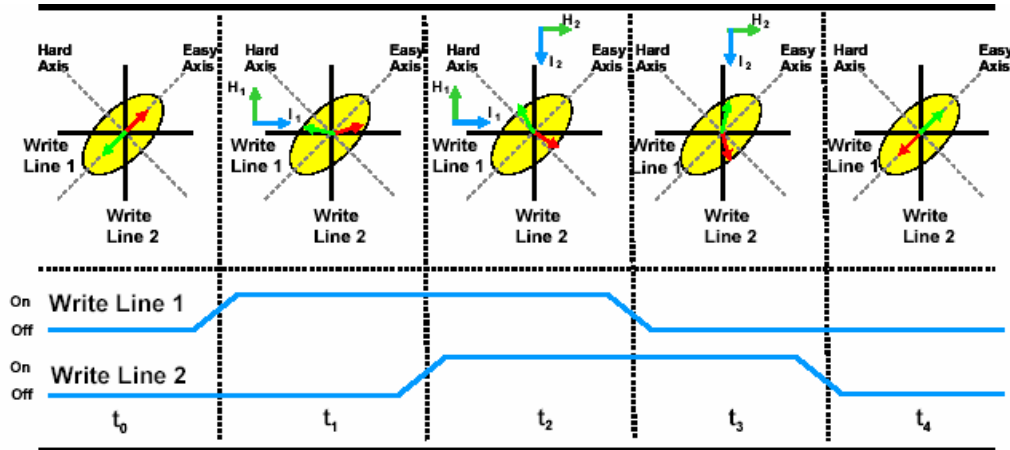 Hard
Axis
Easy
Axis
Write
Line 1
Write
Line 2
Hard
Axis
Easy
Axis
H1
I1
Write
Line 1
Write
Line 2
H2
I2
Hard
Axis
Easy
Axis
H1
I1
Write
Line 1
Write
Line 2
H2
I2
Hard
Axis
Easy
Axis
Write
Line 1
Write
Line 2
Hard
Axis
Easy
Axis
Write
Line 1
Write
Line 2
On
Write Line 1
Off
On
Write Line 2
Off
t0
t1
t2
t3
t4